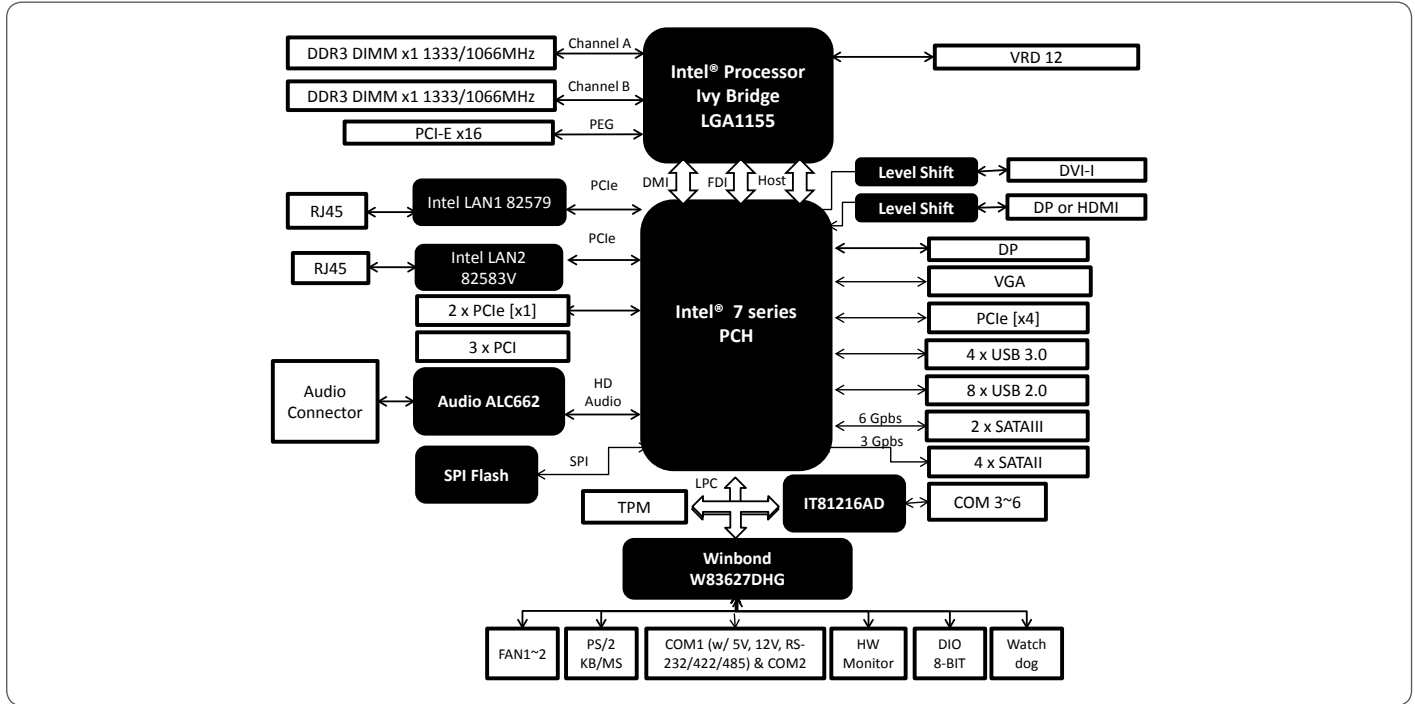 DDR3 DIMM x1 1333/1066MHz
Channel A
Intel® Processor
Ivy Bridge
LGA1155
VRD 12
DDR3 DIMM x1 1333/1066MHz
Channel B
PCI-E x16
PEG
DMI
FDI
Host
Level Shift
DVI-I
Level Shift
DP or HDMI
RJ45
Intel LAN1 82579
PCIe
RJ45
Intel LAN2
82583V
PCIe
2 x PCIe [x1]
3 x PCI
Intel® 7 series
PCH
DP
VGA
PCIe [x4]
4 x USB 3.0
8 x USB 2.0
6 Gpbs
2 x SATAIII
3 Gpbs
4 x SATAII
Audio
Connector
Audio ALC662
HD
Audio
SPI Flash
SPI
LPC
TPM
IT81216AD
COM 3~6
Winbond
W83627DHG
FAN1~2
PS/2
KB/MS
COM1 (w/ 5V, 12V, RS-
232/422/485) & COM2
HW
Monitor
DIO
8-BIT
Watch
dog